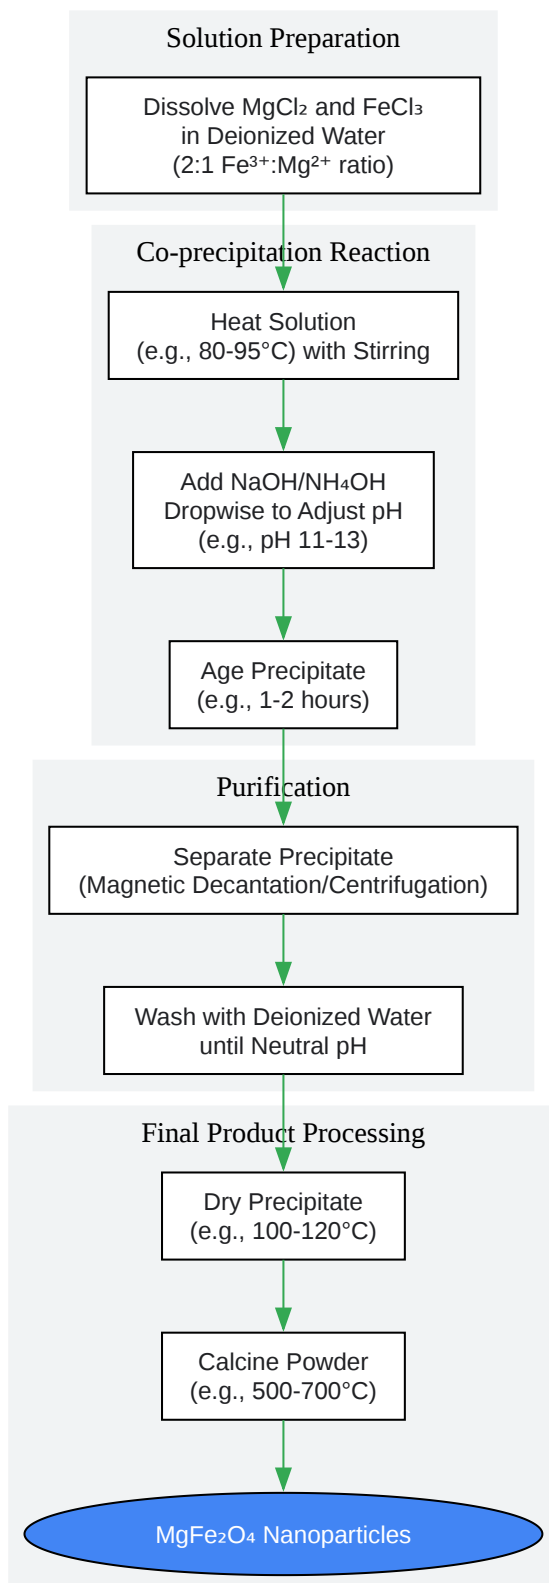 Solution Preparation
Dissolve MgCl₂ and FeCl₃
in Deionized Water
(2:1 Fe³⁺:Mg²⁺ ratio)
Co-precipitation Reaction
Heat Solution
(e.g., 80-95°C) with Stirring
Add NaOH/NH₄OH
Dropwise to Adjust pH
(e.g., pH 11-13)
Age Precipitate
(e.g., 1-2 hours)
Purification
Separate Precipitate
(Magnetic Decantation/Centrifugation)
Wash with Deionized Water
until Neutral pH
Final Product Processing
Dry Precipitate
(e.g., 100-120°C)
Calcine Powder
(e.g., 500-700°C)
MgFe₂O₄ Nanoparticles